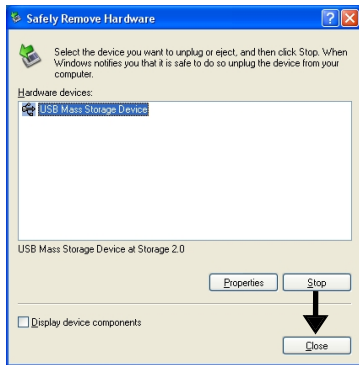 Safely Remove Hardware
Select the device you want to unplug or eject, and then click Stop. When
Windows notifies you that it is safe to do so unplug the device from your
computer.
Hardware devices:
USB Mass Storage Device
USB Mass Storage Device at Storage 2.0
Properties
Stop
Display device components
Close